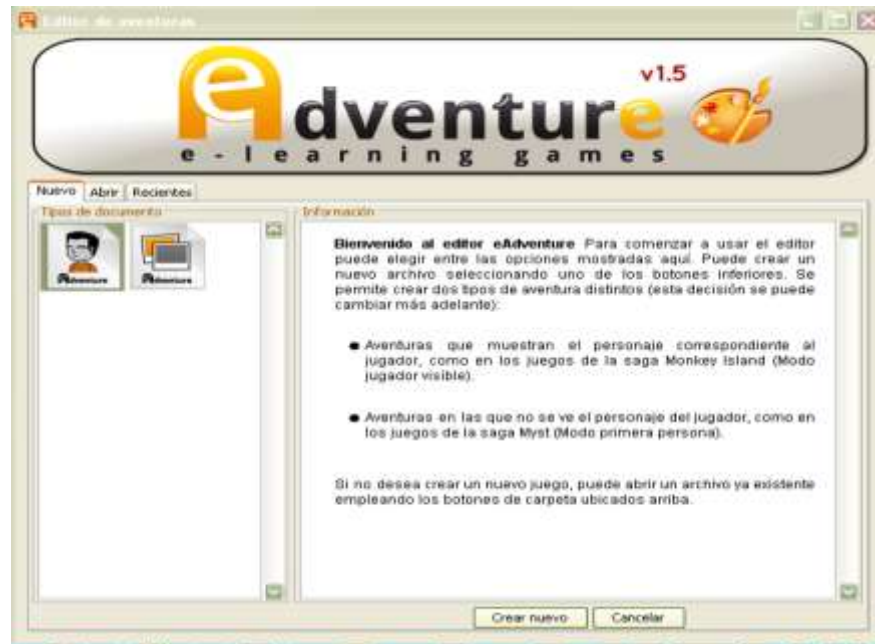 Editor de aventuras
eAdventure v1.5
e-learning games
Nuevo Abrir Recientes
Tipos de documento
Información
eAdventure eAdventure
Bienvenido al editor eAdventure Para comenzar a usar el editor
puede elegir entre las opciones mostradas aquí. Puede crear un
nuevo archivo seleccionando uno de los botones inferiores. Se
permite crear dos tipos de aventura distintos (esta decisión se puede
cambiar más adelante):
Aventuras que muestran el personaje correspondiente al
jugador, como en los juegos de la saga Monkey Island (Modo
jugador visible).
Aventuras en las que no se ve el personaje del jugador, como en
los juegos de la saga Myst (Modo primera persona).
Si no desea crear un nuevo juego, puede abrir un archivo ya existente
empleando los botones de carpeta ubicados arriba.
Crear nuevo Cancelar